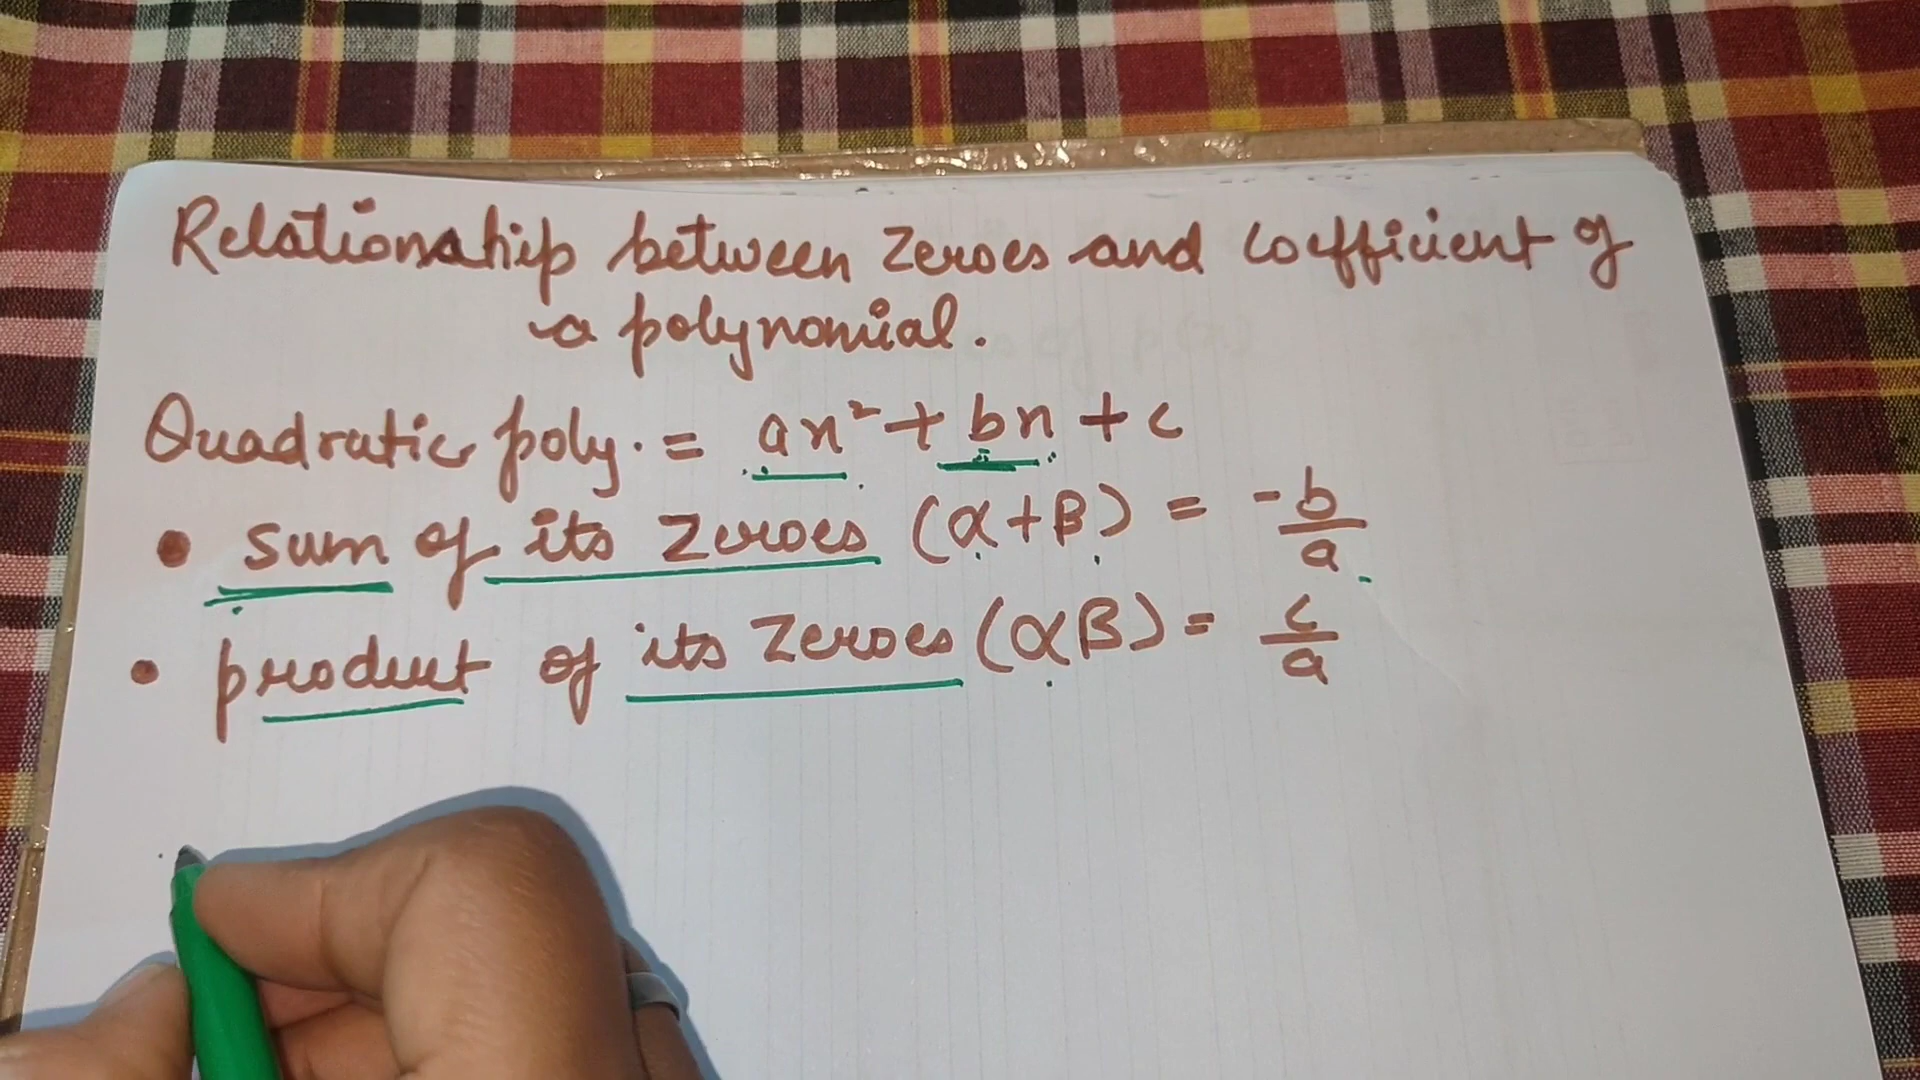 Relationship between zeroes and coefficient of
a polynomial.
Quadratic poly. = ax² + bx + c
• sum of its zeroes (α+β) = -b/a
• product of its zeroes (αβ) = c/a